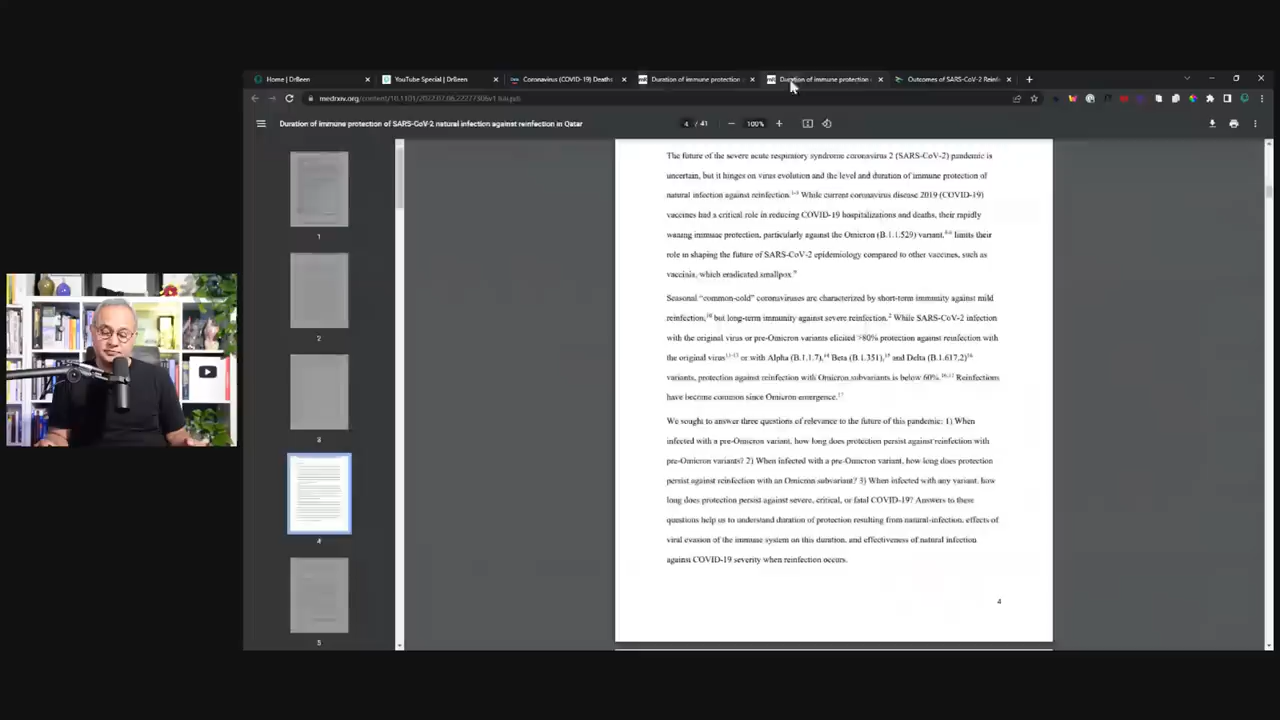 Home | DrBeen
YouTube Special | DrBeen
Coronavirus (COVID-19) Deaths
Duration of immune protection
Duration of immune protection
Outcomes of SARS-CoV-2 Reinf
Duration of immune protection of SARS-CoV-2 natural infection against reinfection in Qatar
4 / 41
100%
1
2
3
4
5
The future of the severe acute respiratory syndrome coronavirus 2 (SARS-CoV-2) pandemic is
uncertain, but it hinges on virus evolution and the level and duration of immune protection of
natural infection against reinfection. While current coronavirus disease 2019 (COVID-19)
vaccines had a critical role in reducing COVID-19 hospitalizations and deaths, their rapidly
waning immune protection, particularly against the Omicron (B.1.1.529) variant, limits their
role in shaping the future of SARS-CoV-2 epidemiology compared to other vaccines, such as
vaccinia, which eradicated smallpox.
Seasonal “common-cold” coronaviruses are characterized by short-term immunity against mild
reinfection, but long-term immunity against severe reinfection. While SARS-CoV-2 infection
with the original virus or pre-Omicron variants elicited >80% protection against reinfection with
the original virus or with Alpha (B.1.1.7), Beta (B.1.351), and Delta (B.1.617.2)
variants, protection against reinfection with Omicron subvariants is below 60%. Reinfections
have become common since Omicron emergence.
We sought to answer three questions of relevance to the future of this pandemic: 1) When
infected with a pre-Omicron variant, how long does protection persist against reinfection with
pre-Omicron variants? 2) When infected with a pre-Omicron variant, how long does protection
persist against reinfection with an Omicron subvariant? 3) When infected with any variant, how
long does protection persist against severe, critical, or fatal COVID-19? Answers to these
questions help us to understand duration of protection resulting from natural-infection, effects of
viral evasion of the immune system on this duration, and effectiveness of natural infection
against COVID-19 severity when reinfection occurs.
4